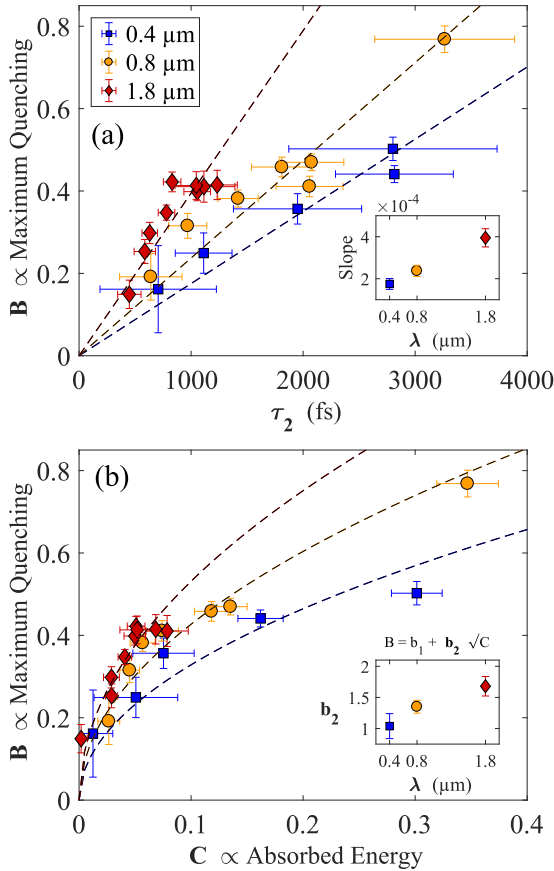 0.4 µm
0.8 µm
1.8 µm
(a)
B ∝ Maximum Quenching
0.8
0.6
0.4
0.2
0
0 1000 2000 3000 4000
τ2 (fs)
×10-4
Slope
4
2
0.4 0.8 1.8
λ (µm)
(b)
B ∝ Maximum Quenching
0.8
0.6
0.4
0.2
0
0 0.1 0.2 0.3 0.4
C ∝ Absorbed Energy
B = b1 + b2 √C
b2
2
1.5
1
0.4 0.8 1.8
λ (µm)